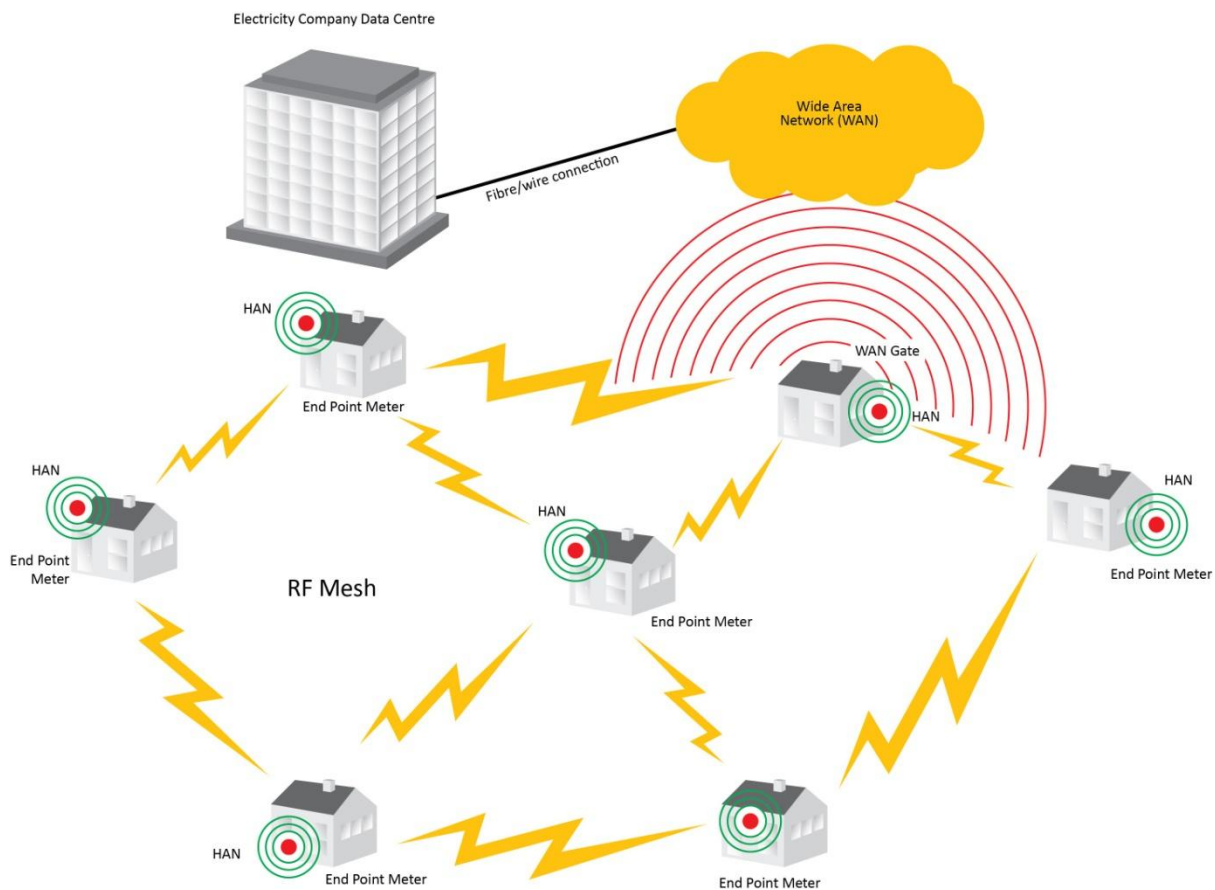 Electricity Company Data Centre
Wide Area
Network (WAN)
Fibre/wire connection
HAN
WAN Gate
End Point Meter
HAN
HAN
HAN
HAN
End Point
Meter
End Point Meter
RF Mesh
End Point Meter
HAN
End Point Meter
End Point Meter